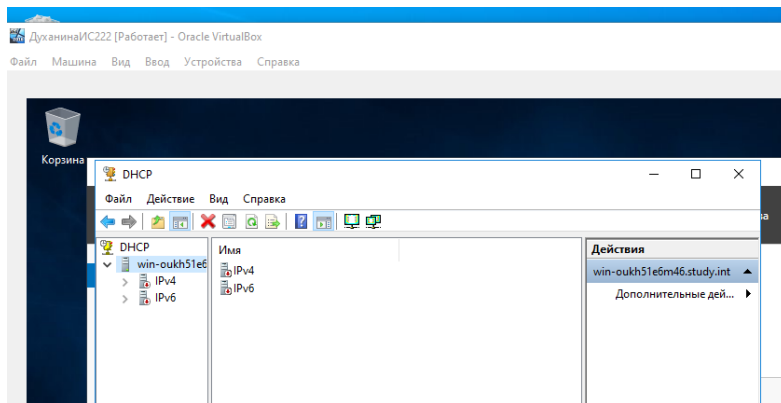 ДуханинаИС222 [Работает] - Oracle VirtualBox
Файл Машина Вид Ввод Устройства Справка
Корзина
DHCP
Файл Действие Вид Справка
DHCP
win-oukh51e6
IPv4
IPv6
Имя
IPv4
IPv6
Действия
win-oukh51e6m46.study.int
Дополнительные дей...
за